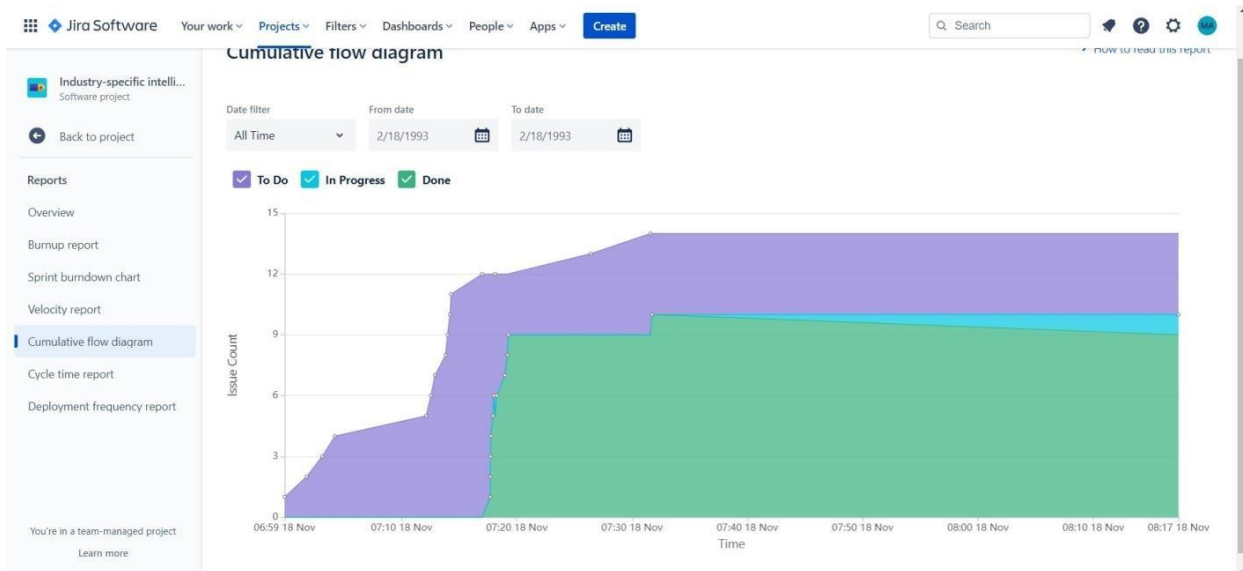 Jira Software Your work Projects Filters Dashboards People Apps Create Search MA
Cumulative flow diagram How to read this report
Industry-specific intelli...
Software project
Back to project
Reports
Overview
Burnup report
Sprint burndown chart
Velocity report
Cumulative flow diagram
Cycle time report
Deployment frequency report
You're in a team-managed project
Learn more
Date filter From date To date
All Time 2/18/1993 2/18/1993
To Do In Progress Done
15
12
9
6
3
0
Issue Count
06:59 18 Nov 07:10 18 Nov 07:20 18 Nov 07:30 18 Nov 07:40 18 Nov 07:50 18 Nov 08:00 18 Nov 08:10 18 Nov 08:17 18 Nov
Time